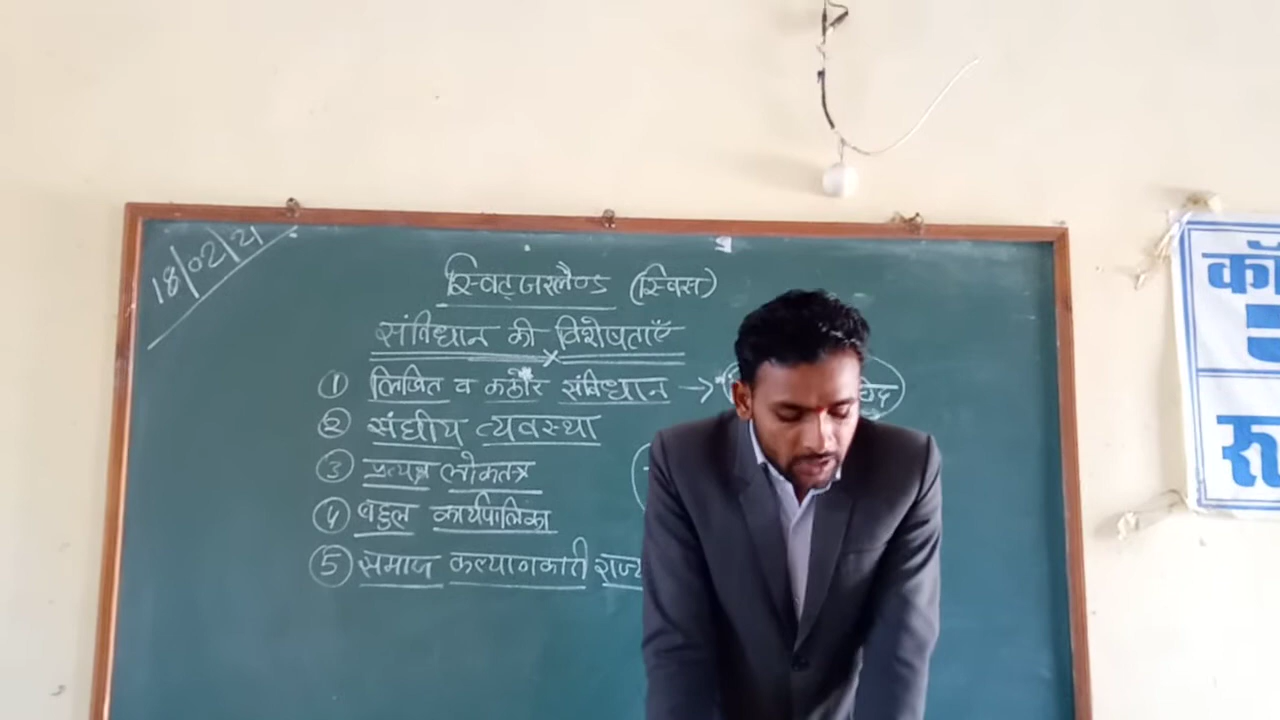 18/02/21
स्विट्जरलैण्ड (स्विस)
संविधान की विशेषताएँ
① लिखित व कठोर संविधान →
② संघीय व्यवस्था
③ प्रत्यक्ष लोकतन्त्र
④ बहुल कार्यपालिका
⑤ समाज कल्याणकारी राज्य
कॉ
रू